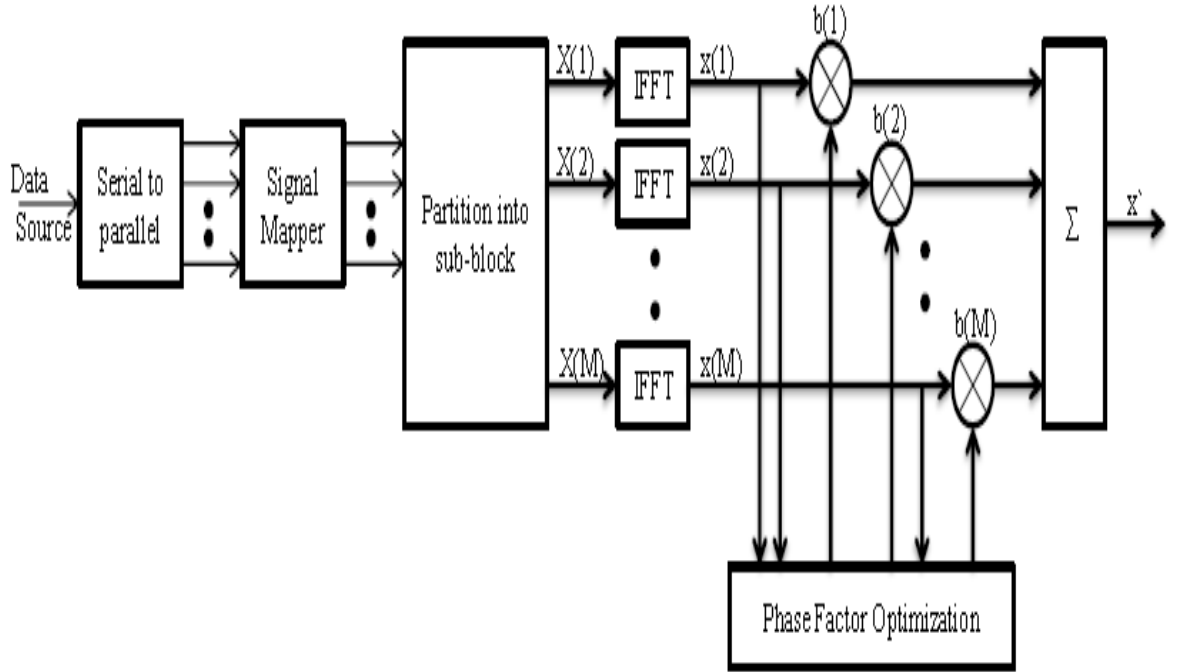 Data
Source
Serial to
parallel
Signal
Mapper
Partition into
sub-block
X(1)
IFFT
x(1)
b(1)
X(2)
IFFT
x(2)
b(2)
X(M)
IFFT
x(M)
b(M)
Σ
x`
Phase Factor Optimization